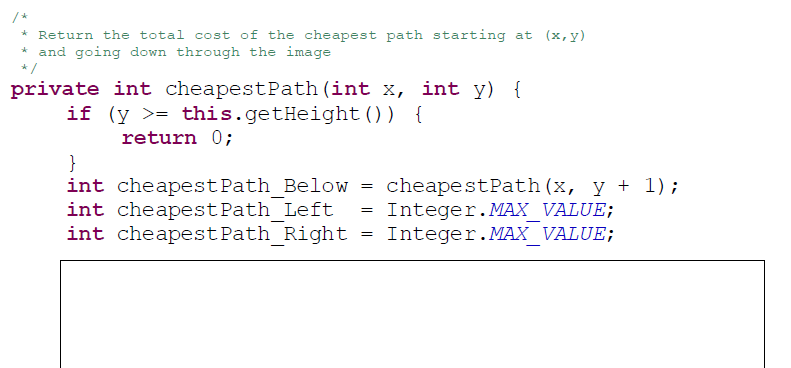 /*
 * Return the total cost of the cheapest path starting at (x,y)
 * and going down through the image
 */
private int cheapestPath(int x, int y) {
    if (y >= this.getHeight()) {
        return 0;
    }
    int cheapestPath_Below = cheapestPath(x, y + 1);
    int cheapestPath_Left  = Integer.MAX_VALUE;
    int cheapestPath_Right = Integer.MAX_VALUE;